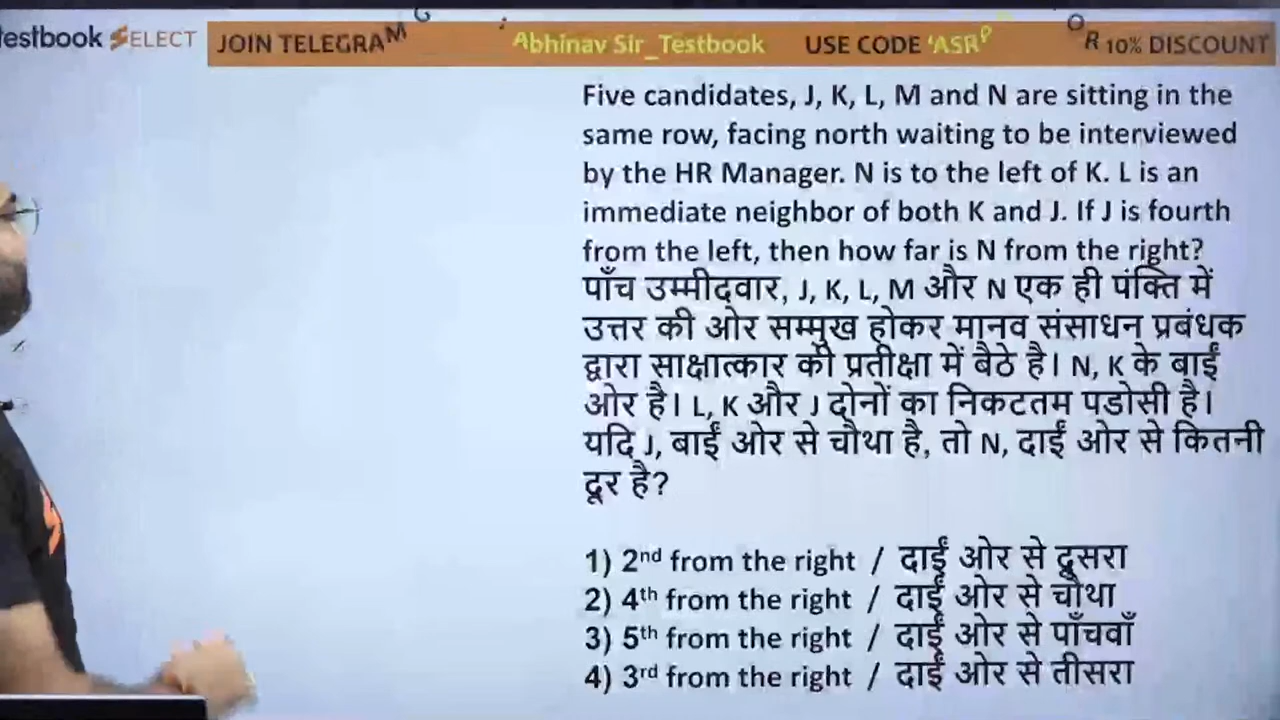 testbook SELECT
JOIN TELEGRAM Abhinav Sir_Testbook USE CODE 'ASRP OR 10% DISCOUNT
Five candidates, J, K, L, M and N are sitting in the
same row, facing north waiting to be interviewed
by the HR Manager. N is to the left of K. L is an
immediate neighbor of both K and J. If J is fourth
from the left, then how far is N from the right?
पाँच उम्मीदवार, J, K, L, M और N एक ही पंक्ति में
उत्तर की ओर सम्मुख होकर मानव संसाधन प्रबंधक
द्वारा साक्षात्कार की प्रतीक्षा में बैठे है। N, K के बाईं
ओर है। L, K और J दोनों का निकटतम पडोसी है।
यदि J, बाईं ओर से चौथा है, तो N, दाईं ओर से कितनी
दूर है?
1) 2nd from the right / दाईं ओर से दूसरा
2) 4th from the right / दाईं ओर से चौथा
3) 5th from the right / दाईं ओर से पाँचवाँ
4) 3rd from the right / दाईं ओर से तीसरा